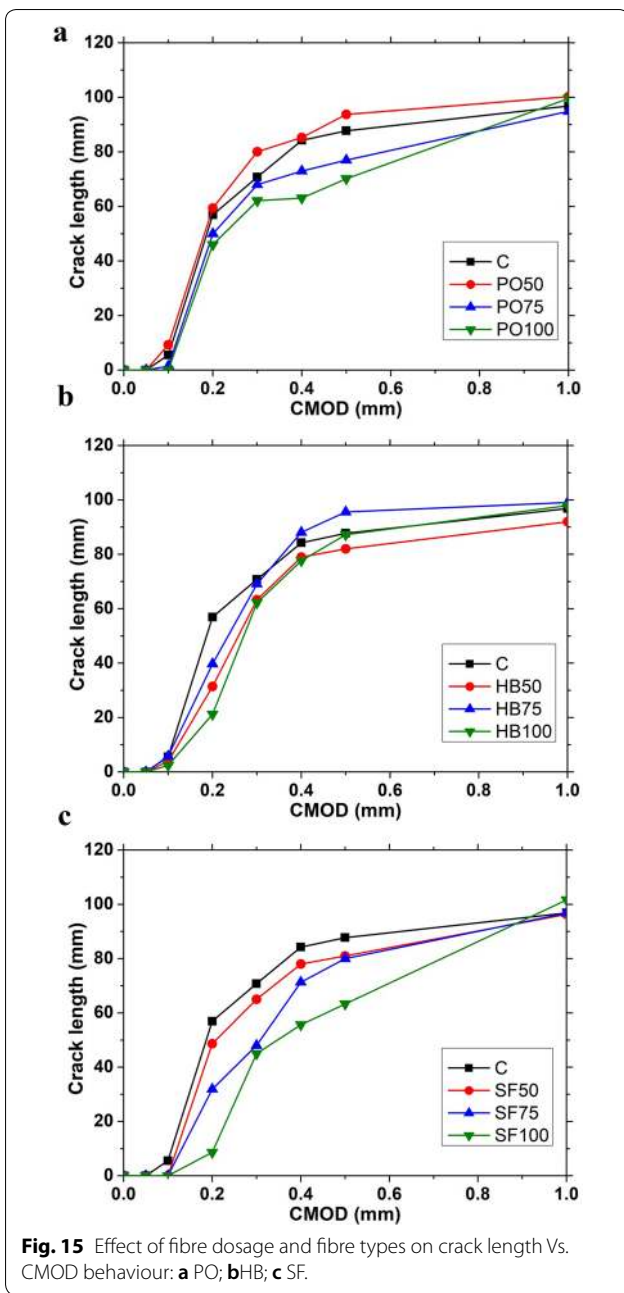 a
120
100
80
60
40
20
0
Crack length (mm)
C
PO50
PO75
PO100
0.0 0.2 0.4 0.6 0.8 1.0
CMOD (mm)
b
120
100
80
60
40
20
0
Crack length (mm)
C
HB50
HB75
HB100
0.0 0.2 0.4 0.6 0.8 1.0
CMOD (mm)
c
120
100
80
60
40
20
0
Crack length (mm)
C
SF50
SF75
SF100
0.0 0.2 0.4 0.6 0.8 1.0
CMOD (mm)
Fig. 15 Effect of fibre dosage and fibre types on crack length Vs.
CMOD behaviour: a PO; bHB; c SF.